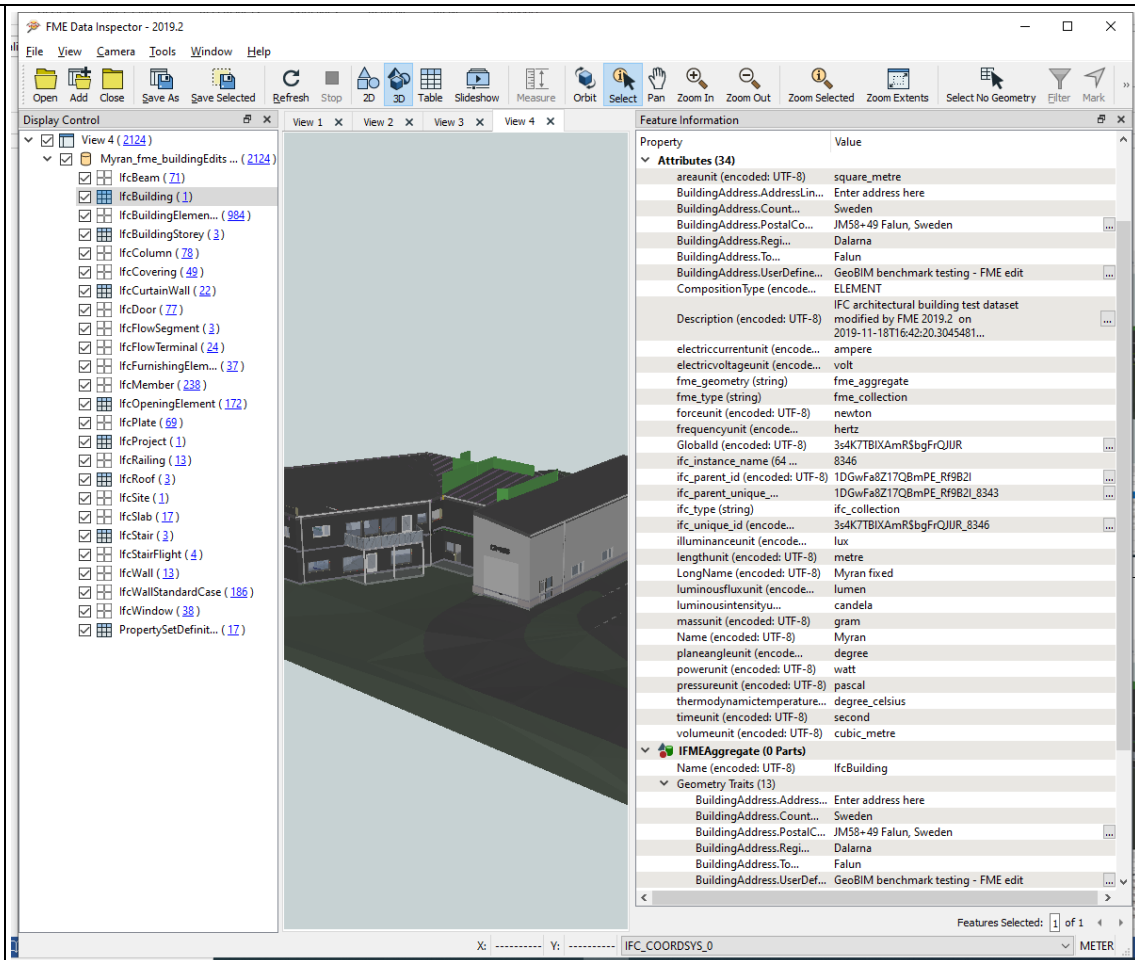 FME Data Inspector - 2019.2
File View Camera Tools Window Help
Open Add Close Save As Save Selected Refresh Stop 2D 3D Table Slideshow Measure Orbit Select Pan Zoom In Zoom Out Zoom Selected Zoom Extents Select No Geometry Filter Mark »
Display Control
View 4 (2124)
Myran_fme_buildingEdits ... (2124)
IfcBeam (71)
IfcBuilding (1)
IfcBuildingElemen... (984)
IfcBuildingStorey (3)
IfcColumn (78)
IfcCovering (49)
IfcCurtainWall (22)
IfcDoor (77)
IfcFlowSegment (3)
IfcFlowTerminal (24)
IfcFurnishingElem... (37)
IfcMember (238)
IfcOpeningElement (172)
IfcPlate (69)
IfcProject (1)
IfcRailing (13)
IfcRoof (3)
IfcSite (1)
IfcSlab (17)
IfcStair (3)
IfcStairFlight (4)
IfcWall (13)
IfcWallStandardCase (186)
IfcWindow (38)
PropertySetDefinit... (17)
View 1 View 2 View 3 View 4
Feature Information
Property Value
Attributes (34)
areaunit (encoded: UTF-8) square_metre
BuildingAddress.AddressLin... Enter address here
BuildingAddress.Count... Sweden
BuildingAddress.PostalCo... JM58+49 Falun, Sweden ...
BuildingAddress.Regi... Dalarna
BuildingAddress.To... Falun
BuildingAddress.UserDefine... GeoBIM benchmark testing - FME edit ...
CompositionType (encode... ELEMENT
Description (encoded: UTF-8) IFC architectural building test dataset
modified by FME 2019.2 on
2019-11-18T16:42:20.3045481... ...
electriccurrentunit (encode... ampere
electricvoltageunit (encode... volt
fme_geometry (string) fme_aggregate
fme_type (string) fme_collection
forceunit (encoded: UTF-8) newton
frequencyunit (encode... hertz
GlobalId (encoded: UTF-8) 3s4K7TBIXAmR$bgFrQJIJR ...
ifc_instance_name (64 ... 8346
ifc_parent_id (encoded: UTF-8) 1DGwFa8Z17QBmPE_Rf9B2I ...
ifc_parent_unique_... 1DGwFa8Z17QBmPE_Rf9B2I_8343 ...
ifc_type (string) ifc_collection
ifc_unique_id (encode... 3s4K7TBIXAmR$bgFrQJIJR_8346 ...
illuminanceunit (encode... lux
lengthunit (encoded: UTF-8) metre
LongName (encoded: UTF-8) Myran fixed
luminousfluxunit (encode... lumen
luminousintensityu... candela
massunit (encoded: UTF-8) gram
Name (encoded: UTF-8) Myran
planeangleunit (encode... degree
powerunit (encoded: UTF-8) watt
pressureunit (encoded: UTF-8) pascal
thermodynamictemperature... degree_celsius
timeunit (encoded: UTF-8) second
volumeunit (encoded: UTF-8) cubic_metre
IFMEAggregate (0 Parts)
Name (encoded: UTF-8) IfcBuilding
Geometry Traits (13)
BuildingAddress.Address... Enter address here
BuildingAddress.Count... Sweden
BuildingAddress.PostalC... JM58+49 Falun, Sweden ...
BuildingAddress.Regi... Dalarna
BuildingAddress.To... Falun
BuildingAddress.UserDef... GeoBIM benchmark testing - FME edit ...
Features Selected: 1 of 1
X: ---------- Y: ---------- IFC_COORDSYS_0 METER